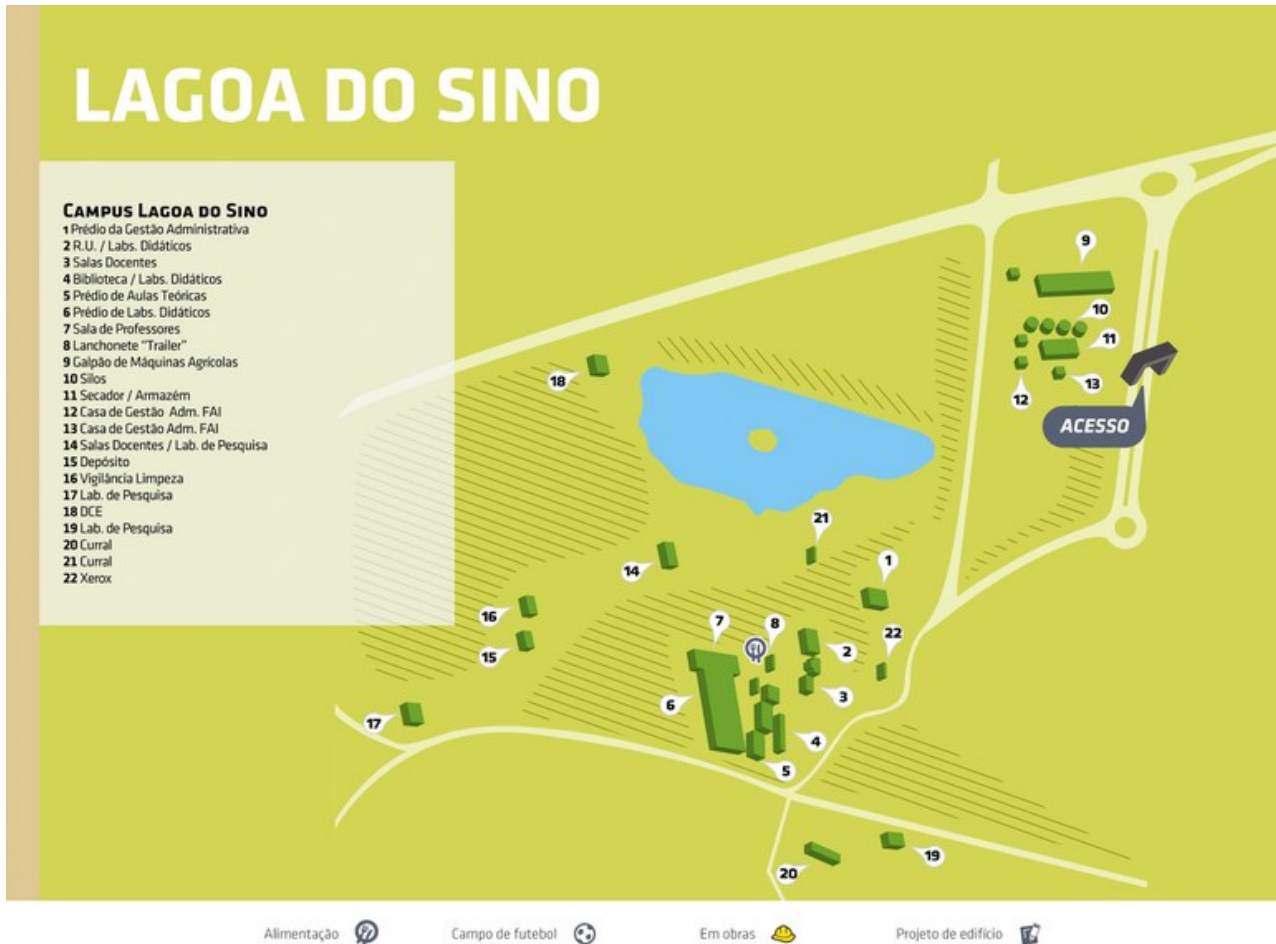 LAGOA DO SINO
CAMPUS LAGOA DO SINO
1 Prédio da Gestão Administrativa
2 R.U. / Labs. Didáticos
3 Salas Docentes
4 Biblioteca / Labs. Didáticos
5 Prédio de Aulas Teóricas
6 Prédio de Labs. Didáticos
7 Sala de Professores
8 Lanchonete "Trailer"
9 Galpão de Máquinas Agrícolas
10 Silos
11 Secador / Armazém
12 Casa de Gestão Adm. FAI
13 Casa de Gestão Adm. FAI
14 Salas Docentes / Lab. de Pesquisa
15 Depósito
16 Vigilância Limpeza
17 Lab. de Pesquisa
18 DCE
19 Lab. de Pesquisa
20 Curral
21 Curral
22 Xerox
9
10
11
18
13
12
ACESSO
21
1
14
16
7
8
22
15
2
3
6
17
4
5
19
20
Alimentação
Campo de futebol
Em obras
Projeto de edifício